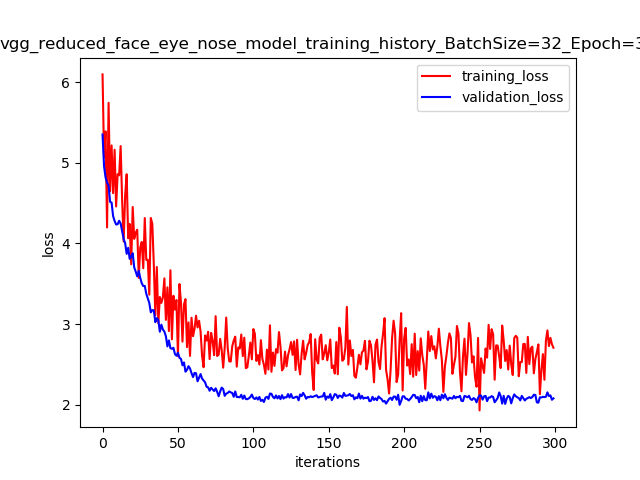 vgg_reduced_face_eye_nose_model_training_history_BatchSize=32_Epoch=3
training_loss
validation_loss
loss
6
5
4
3
2
0 50 100 150 200 250 300
iterations